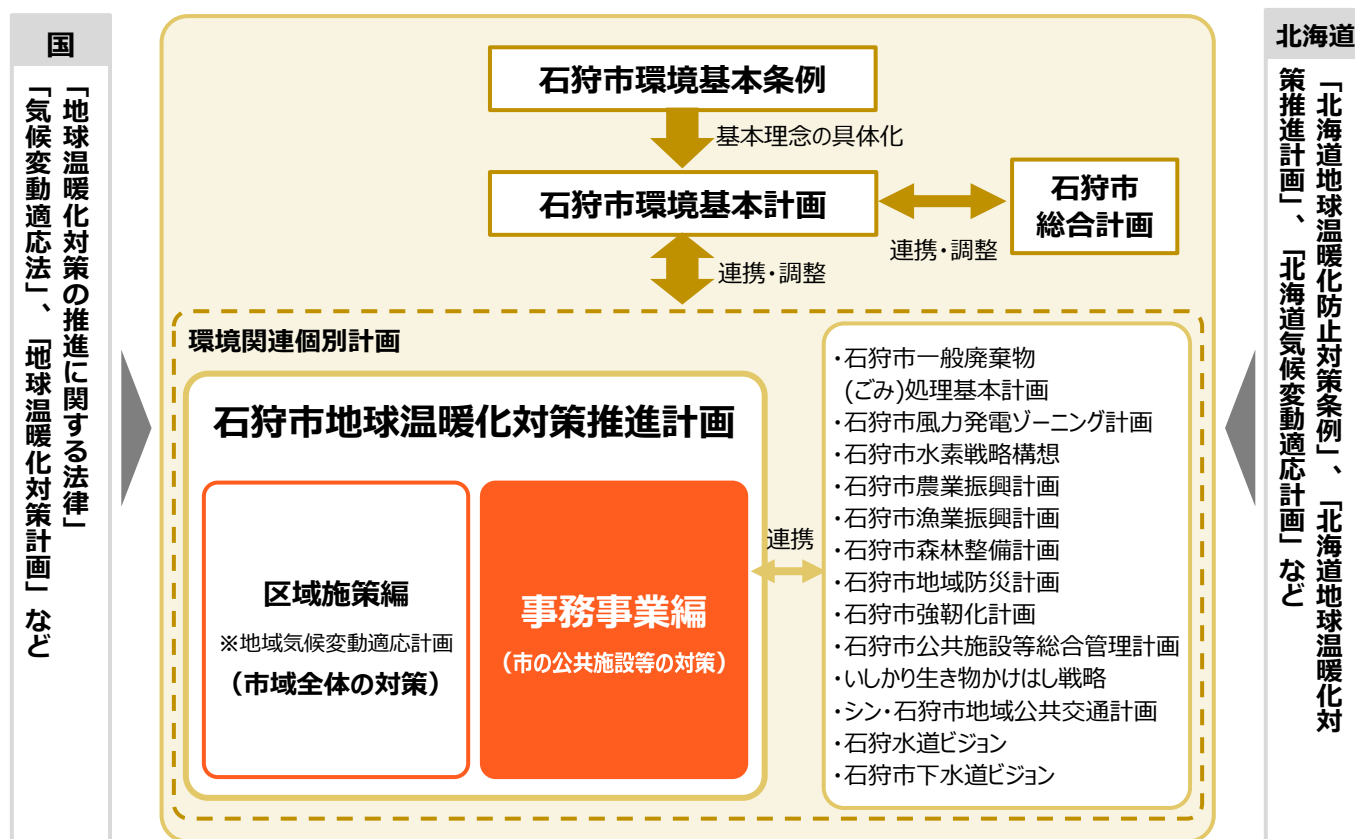 国
「地球温暖化対策の推進に関する法律」
「気候変動適応法」、「地球温暖化対策計画」など
石狩市環境基本条例
基本理念の具体化
石狩市環境基本計画
石狩市
総合計画
連携・調整
連携・調整
環境関連個別計画
石狩市地球温暖化対策推進計画
区域施策編
※地域気候変動適応計画
（市域全体の対策）
事務事業編
（市の公共施設等の対策）
連携
・石狩市一般廃棄物
(ごみ)処理基本計画
・石狩市風力発電ゾーニング計画
・石狩市水素戦略構想
・石狩市農業振興計画
・石狩市漁業振興計画
・石狩市森林整備計画
・石狩市地域防災計画
・石狩市強靭化計画
・石狩市公共施設等総合管理計画
・いしかり生き物かけはし戦略
・シン・石狩市地域公共交通計画
・石狩水道ビジョン
・石狩市下水道ビジョン
北海道
「北海道地球温暖化防止対策条例」、「北海道地球温暖化対
策推進計画」、「北海道気候変動適応計画」など